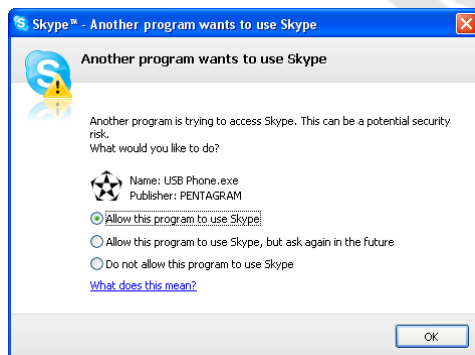 Skype™ - Another program wants to use Skype
Another program wants to use Skype
Another program is trying to access Skype. This can be a potential security
risk.
What would you like to do?
Name: USB Phone.exe
Publisher: PENTAGRAM
Allow this program to use Skype
Allow this program to use Skype, but ask again in the future
Do not allow this program to use Skype
What does this mean?
OK